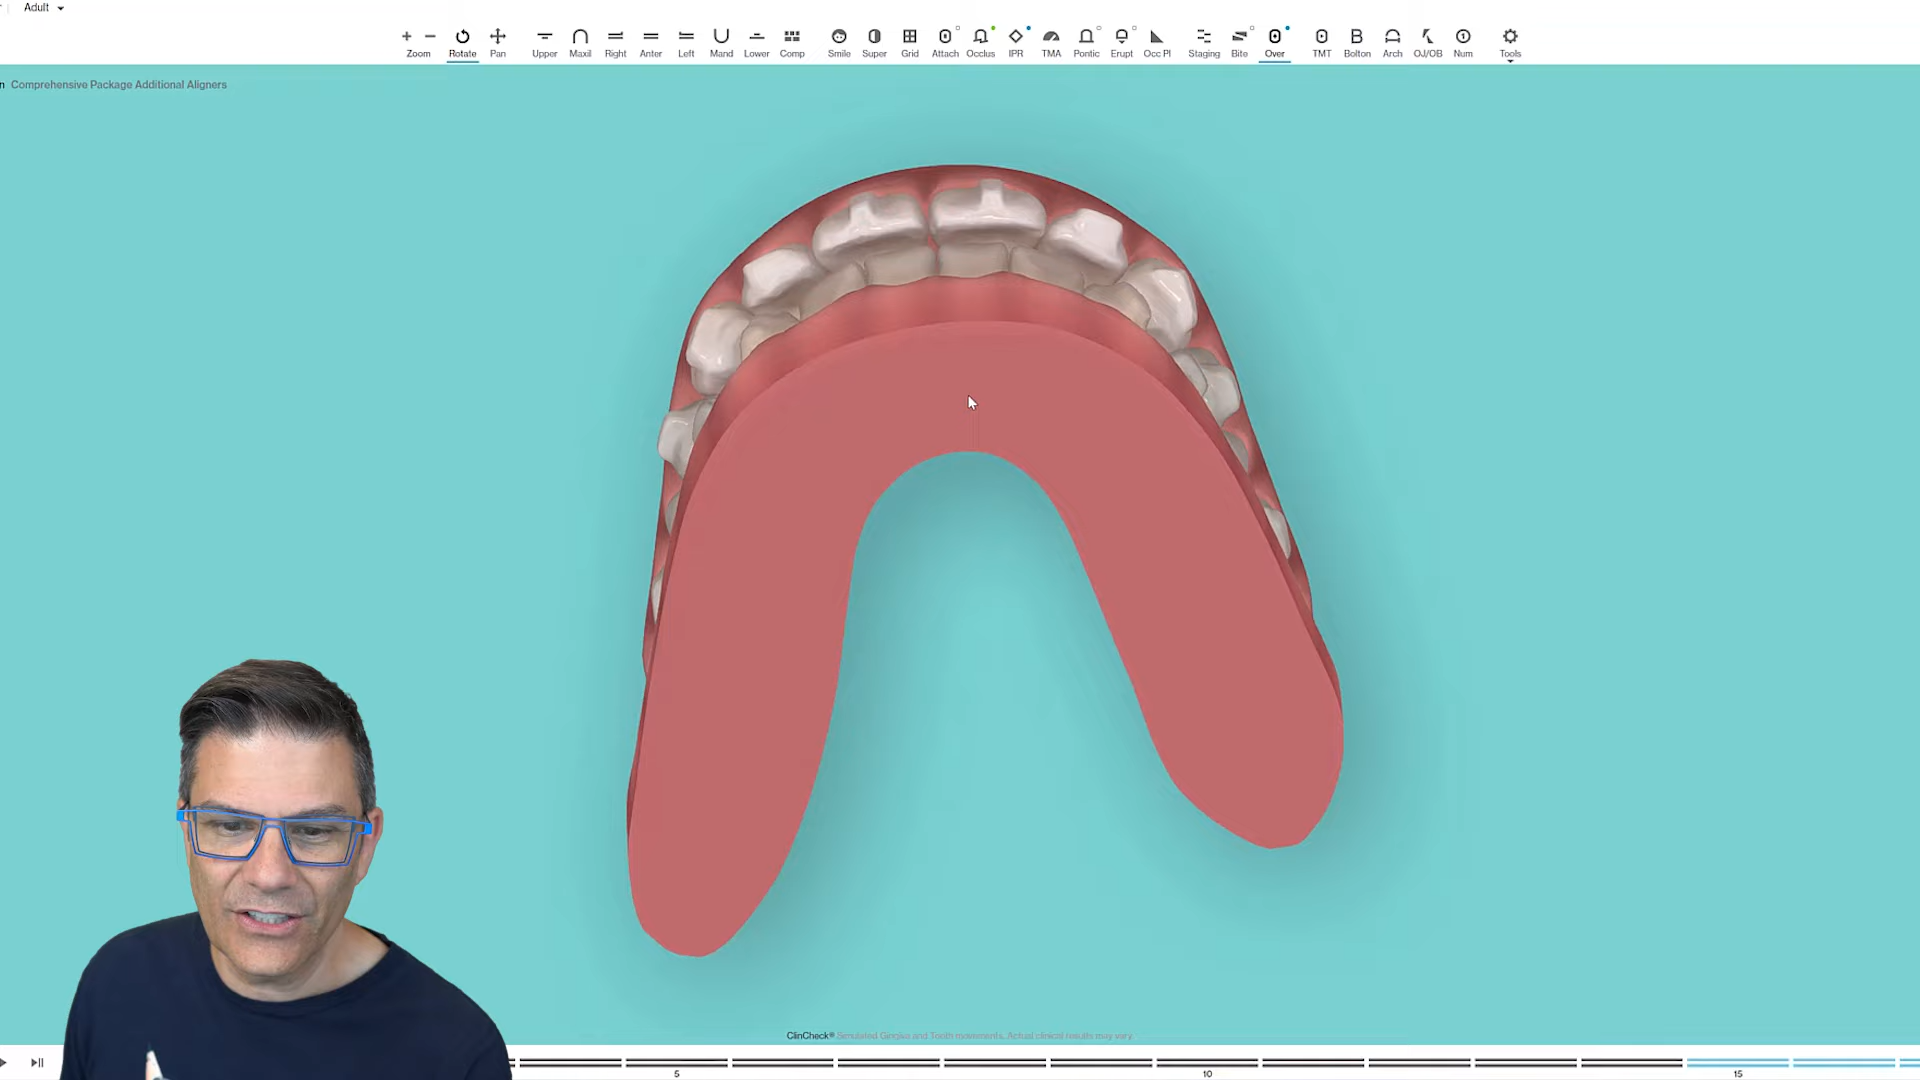 Adult
Zoom Rotate Pan Upper Maxil Right Anter Left Mand Lower Comp Smile Super Grid Attach Occlus IPR TMA Pontic Erupt Occ Pl Staging Bite Over TMT Bolton Arch OJ/OB Num Tools
n Comprehensive Package Additional Aligners
ClinCheck® Simulated Gingiva and Tooth movements. Actual clinical results may vary.
5 10 15